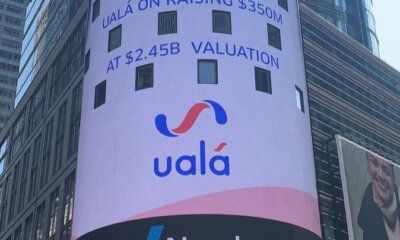 UALÁ ON RAISING $350M
AT $2.45B VALUATION
ualá